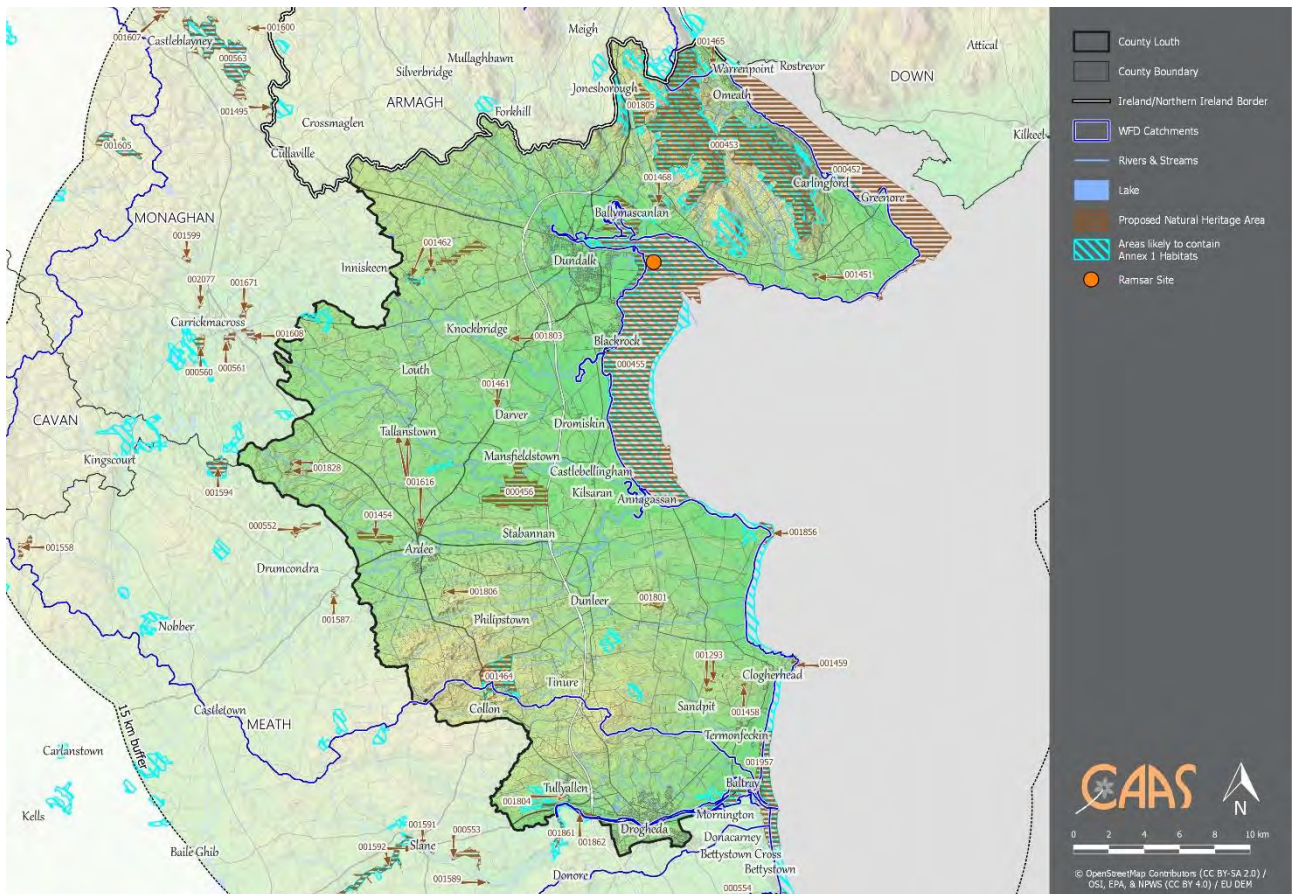 001607
Castleblayney
001600
000563
001495
Meigh
Mullaghbawn
Silverbridge
ARMAGH
Forkhill
Crossmaglen
Cullaville
001605
Jonesborough
001465
Warrenpoint
Rostrevor
Attical
DOWN
Omeath
Kilkeel
001805
000453
000452
Carlingford
Greenore
001468
Ballymascanlan
MONAGHAN
001599
001462
Inniskeen
Dundalk
001451
002077
001671
Carrickmacross
001608
000560
000561
Knockbridge
001803
Blackrock
000455
Louth
001461
Darver
Dromiskin
CAVAN
Kingscourt
Tallanstown
Mansfieldstown
Castlebellingham
001828
001616
000456
Kilsaran
Annagassan
001594
000552
001454
Stabannan
001856
001558
Ardee
Drumcondra
001806
Dunleer
001801
001587
Nobber
Philipstown
001293
Clogherhead
001459
001464
Tinure
Sandpit
001458
Collon
Castletown
MEATH
15 km buffer
Termonfeckin
Carlanstown
001957
Tullyallen
Baltray
001804
Kells
Drogheda
Mornington
001591
000553
001861
001862
Donacarney
Baile Ghib
001592
Slane
Bettystown Cross
001589
Donore
Bettystown
000554
County Louth
County Boundary
Ireland/Northern Ireland Border
WFD Catchments
Rivers & Streams
Lake
Proposed Natural Heritage Area
Areas likely to contain
Annex 1 Habitats
Ramsar Site
CAAS
N
0 2 4 6 8 10 km
© OpenStreetMap Contributors (CC BY-SA 2.0) /
OSI, EPA, & NPWS (CC BY 4.0) / EU DEM